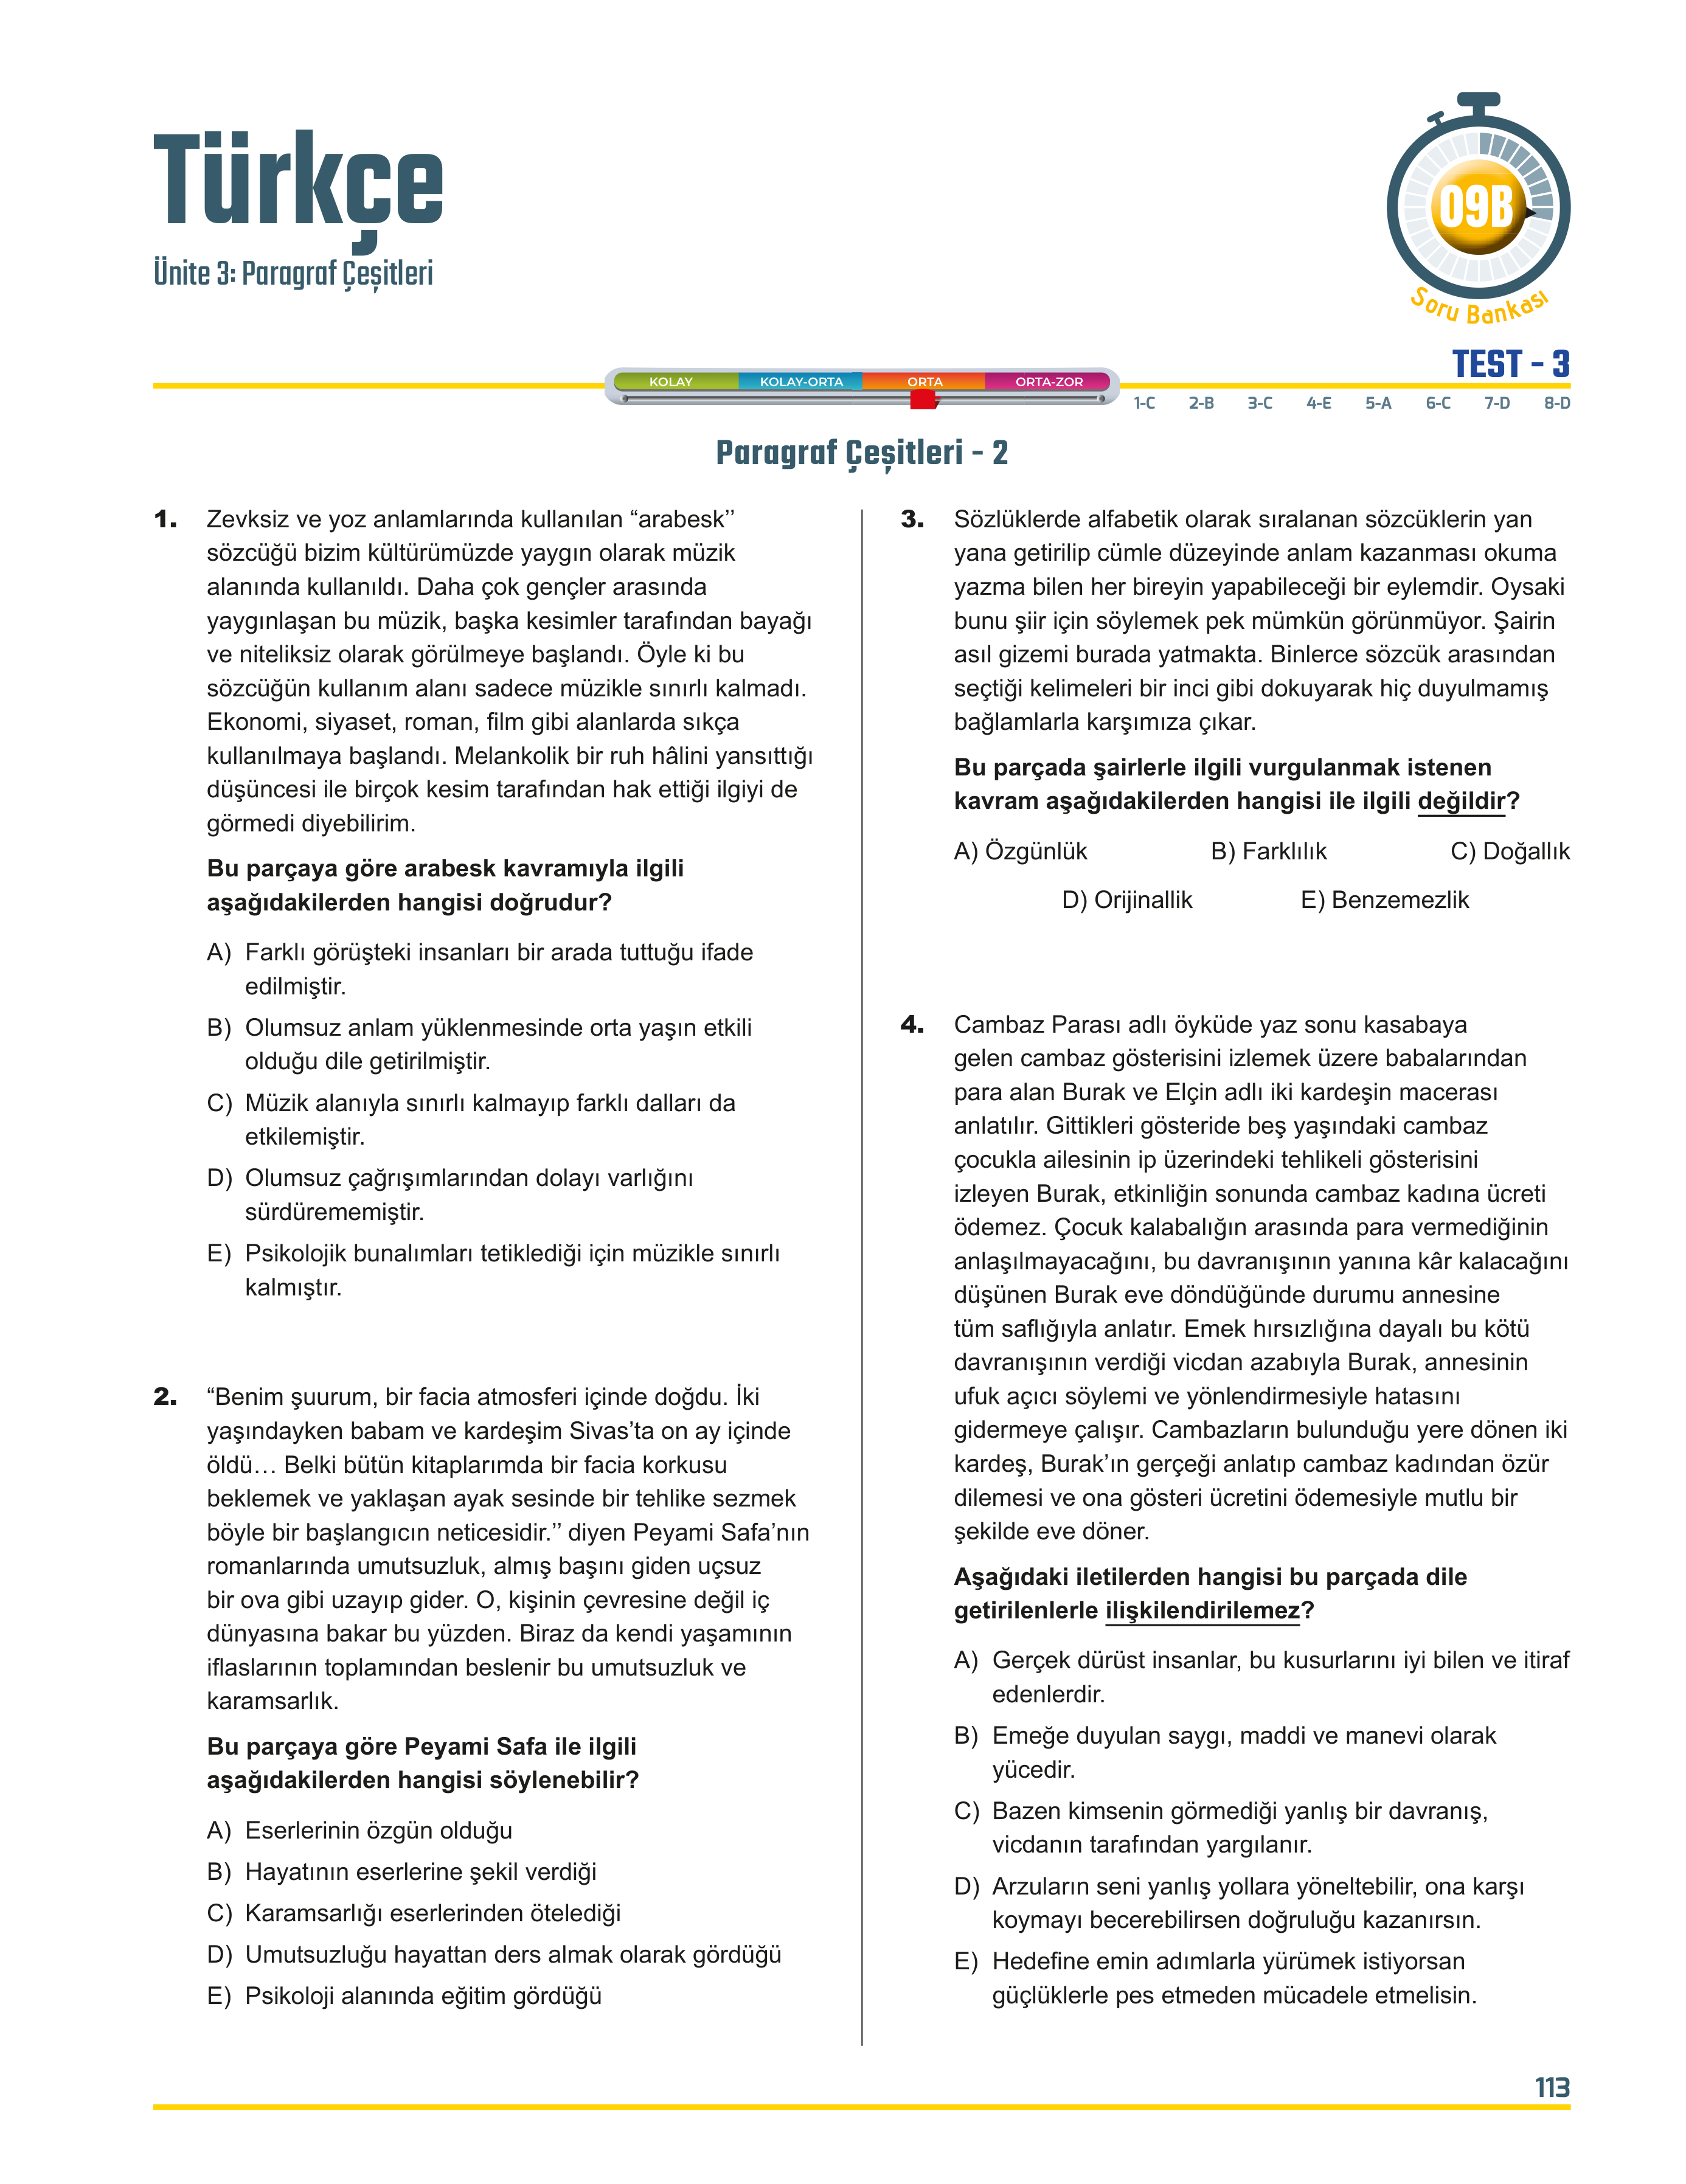 Türkçe
Ünite 3: Paragraf Çeşitleri
09B
Soru Bankası
TEST - 3
KOLAY KOLAY-ORTA ORTA ORTA-ZOR
1-C 2-B 3-C 4-E 5-A 6-C 7-D 8-D
Paragraf Çeşitleri - 2
1. Zevksiz ve yoz anlamlarında kullanılan “arabesk’’
sözcüğü bizim kültürümüzde yaygın olarak müzik
alanında kullanıldı. Daha çok gençler arasında
yaygınlaşan bu müzik, başka kesimler tarafından bayağı
ve niteliksiz olarak görülmeye başlandı. Öyle ki bu
sözcüğün kullanım alanı sadece müzikle sınırlı kalmadı.
Ekonomi, siyaset, roman, film gibi alanlarda sıkça
kullanılmaya başlandı. Melankolik bir ruh hâlini yansıttığı
düşüncesi ile birçok kesim tarafından hak ettiği ilgiyi de
görmedi diyebilirim.
Bu parçaya göre arabesk kavramıyla ilgili
aşağıdakilerden hangisi doğrudur?
A) Farklı görüşteki insanları bir arada tuttuğu ifade
edilmiştir.
B) Olumsuz anlam yüklenmesinde orta yaşın etkili
olduğu dile getirilmiştir.
C) Müzik alanıyla sınırlı kalmayıp farklı dalları da
etkilemiştir.
D) Olumsuz çağrışımlarından dolayı varlığını
sürdürememiştir.
E) Psikolojik bunalımları tetiklediği için müzikle sınırlı
kalmıştır.
2. “Benim şuurum, bir facia atmosferi içinde doğdu. İki
yaşındayken babam ve kardeşim Sivas’ta on ay içinde
öldü… Belki bütün kitaplarımda bir facia korkusu
beklemek ve yaklaşan ayak sesinde bir tehlike sezmek
böyle bir başlangıcın neticesidir.’’ diyen Peyami Safa’nın
romanlarında umutsuzluk, almış başını giden uçsuz
bir ova gibi uzayıp gider. O, kişinin çevresine değil iç
dünyasına bakar bu yüzden. Biraz da kendi yaşamının
iflaslarının toplamından beslenir bu umutsuzluk ve
karamsarlık.
Bu parçaya göre Peyami Safa ile ilgili
aşağıdakilerden hangisi söylenebilir?
A) Eserlerinin özgün olduğu
B) Hayatının eserlerine şekil verdiği
C) Karamsarlığı eserlerinden ötelediği
D) Umutsuzluğu hayattan ders almak olarak gördüğü
E) Psikoloji alanında eğitim gördüğü
3. Sözlüklerde alfabetik olarak sıralanan sözcüklerin yan
yana getirilip cümle düzeyinde anlam kazanması okuma
yazma bilen her bireyin yapabileceği bir eylemdir. Oysaki
bunu şiir için söylemek pek mümkün görünmüyor. Şairin
asıl gizemi burada yatmakta. Binlerce sözcük arasından
seçtiği kelimeleri bir inci gibi dokuyarak hiç duyulmamış
bağlamlarla karşımıza çıkar.
Bu parçada şairlerle ilgili vurgulanmak istenen
kavram aşağıdakilerden hangisi ile ilgili değildir?
A) Özgünlük B) Farklılık C) Doğallık
D) Orijinallik E) Benzemezlik
4. Cambaz Parası adlı öyküde yaz sonu kasabaya
gelen cambaz gösterisini izlemek üzere babalarından
para alan Burak ve Elçin adlı iki kardeşin macerası
anlatılır. Gittikleri gösteride beş yaşındaki cambaz
çocukla ailesinin ip üzerindeki tehlikeli gösterisini
izleyen Burak, etkinliğin sonunda cambaz kadına ücreti
ödemez. Çocuk kalabalığın arasında para vermediğinin
anlaşılmayacağını, bu davranışının yanına kâr kalacağını
düşünen Burak eve döndüğünde durumu annesine
tüm saflığıyla anlatır. Emek hırsızlığına dayalı bu kötü
davranışının verdiği vicdan azabıyla Burak, annesinin
ufuk açıcı söylemi ve yönlendirmesiyle hatasını
gidermeye çalışır. Cambazların bulunduğu yere dönen iki
kardeş, Burak’ın gerçeği anlatıp cambaz kadından özür
dilemesi ve ona gösteri ücretini ödemesiyle mutlu bir
şekilde eve döner.
Aşağıdaki iletilerden hangisi bu parçada dile
getirilenlerle ilişkilendirilemez?
A) Gerçek dürüst insanlar, bu kusurlarını iyi bilen ve itiraf
edenlerdir.
B) Emeğe duyulan saygı, maddi ve manevi olarak
yücedir.
C) Bazen kimsenin görmediği yanlış bir davranış,
vicdanın tarafından yargılanır.
D) Arzuların seni yanlış yollara yöneltebilir, ona karşı
koymayı becerebilirsen doğruluğu kazanırsın.
E) Hedefine emin adımlarla yürümek istiyorsan
güçlüklerle pes etmeden mücadele etmelisin.
113